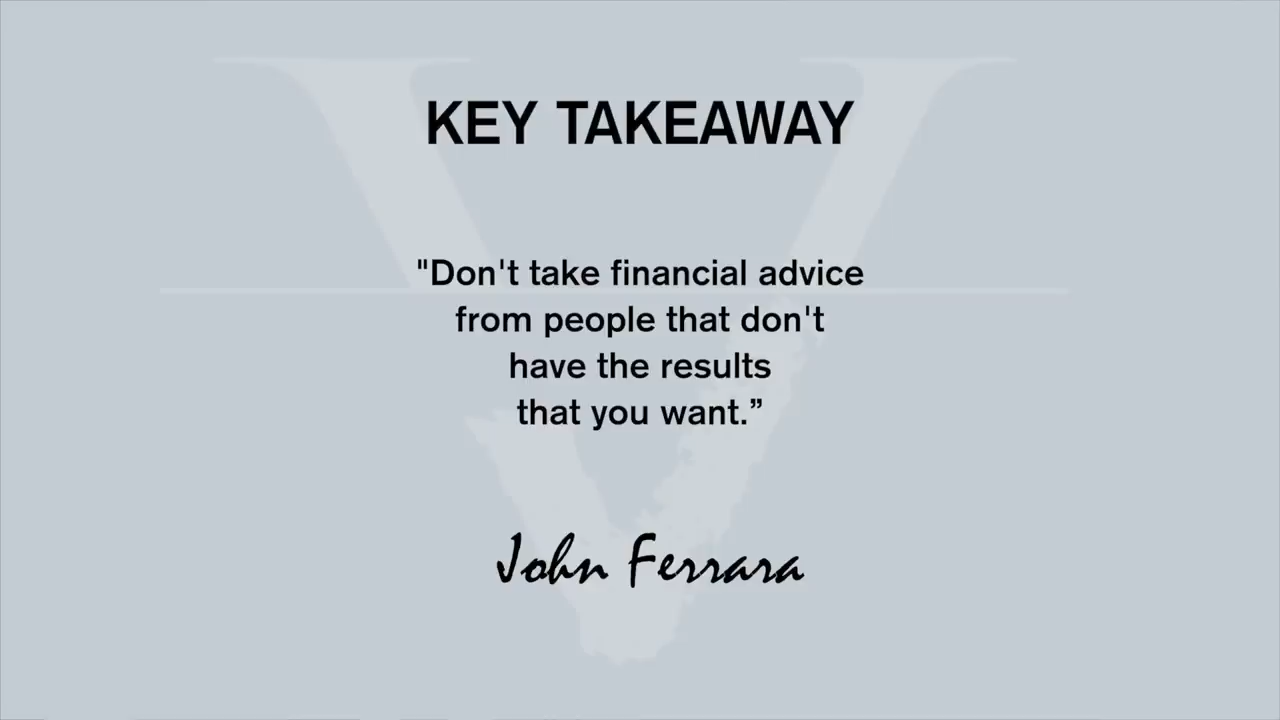 KEY TAKEAWAY
"Don't take financial advice
from people that don't
have the results
that you want.”
John Ferrara